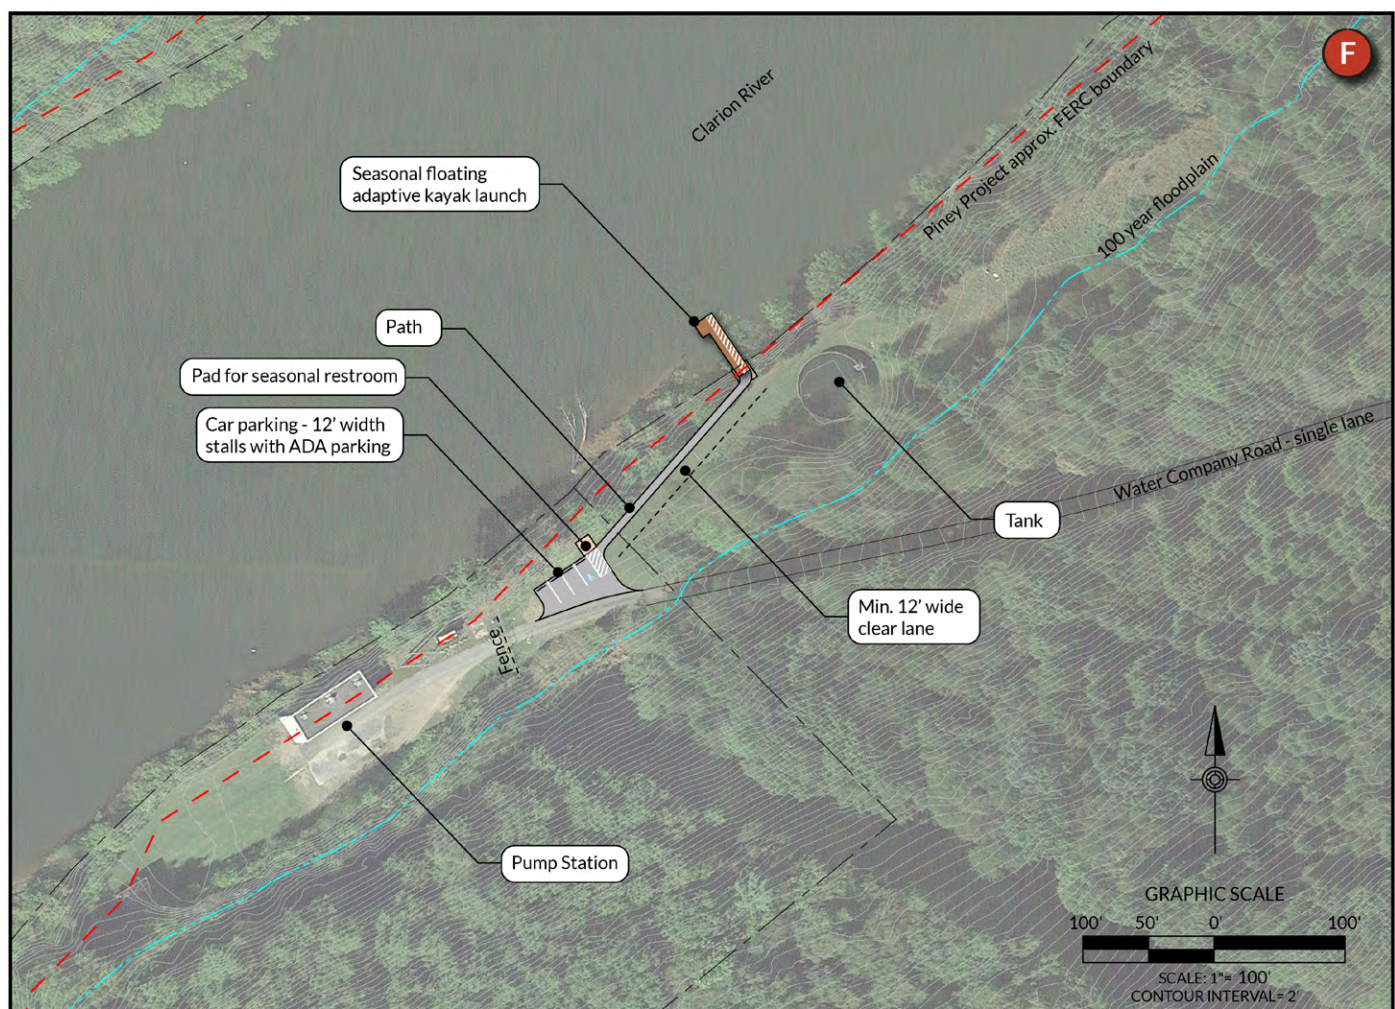 F
Clarion River
Piney Project approx. FERC boundary
100 year floodplain
Seasonal floating
adaptive kayak launch
Path
Pad for seasonal restroom
Car parking - 12' width
stalls with ADA parking
Water Company Road - single lane
Tank
Min. 12' wide
clear lane
Fence
Pump Station
GRAPHIC SCALE
100' 50' 0' 100'
SCALE: 1"= 100'
CONTOUR INTERVAL= 2'